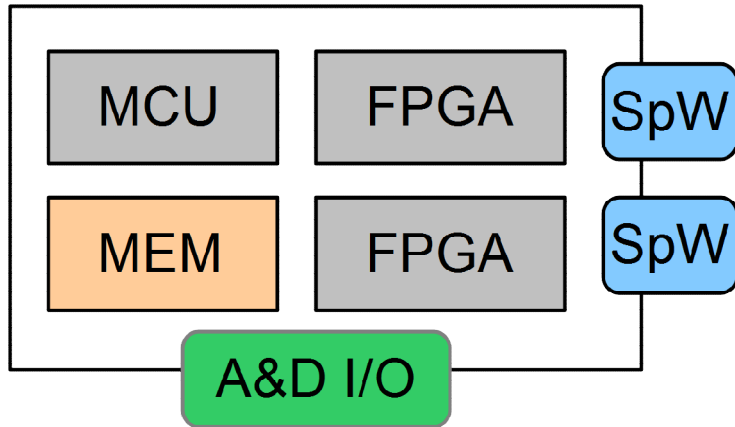 MCU
FPGA
SpW
MEM
FPGA
SpW
A&D I/O